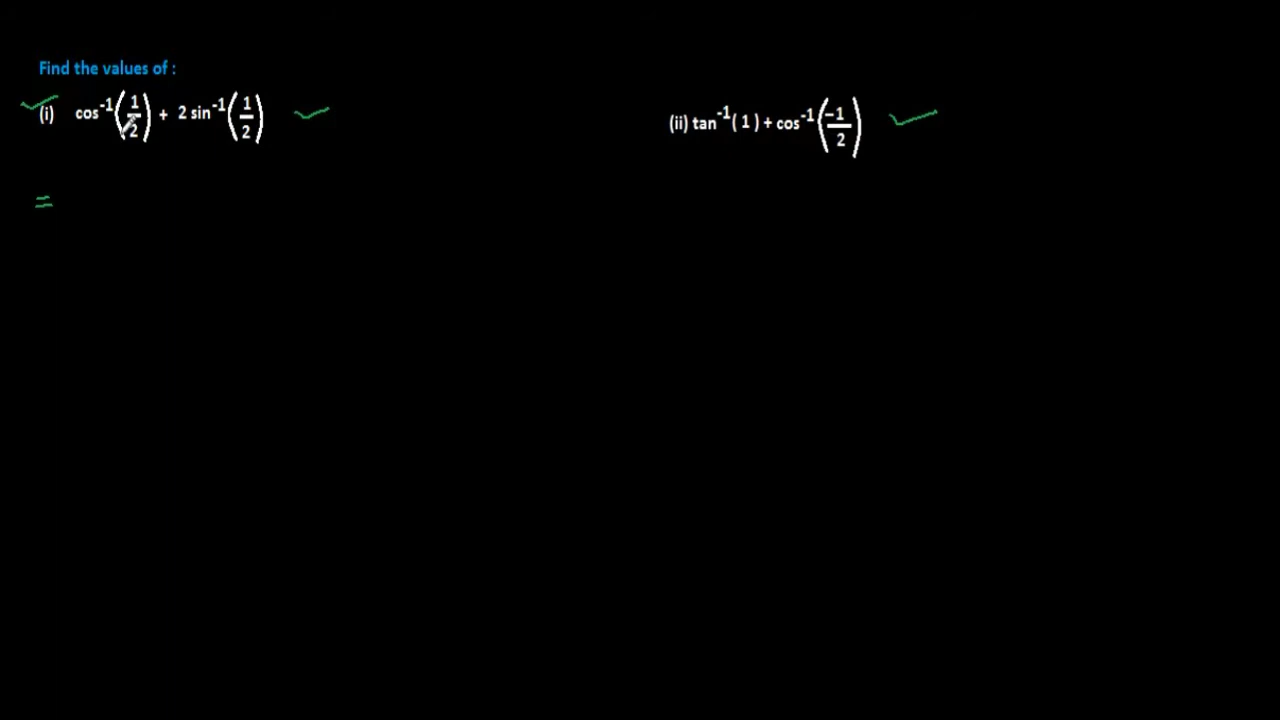 Find the values of :
(i) cos⁻¹(1/2) + 2 sin⁻¹(1/2)
(ii) tan⁻¹( 1 ) + cos⁻¹(−1/2)
=